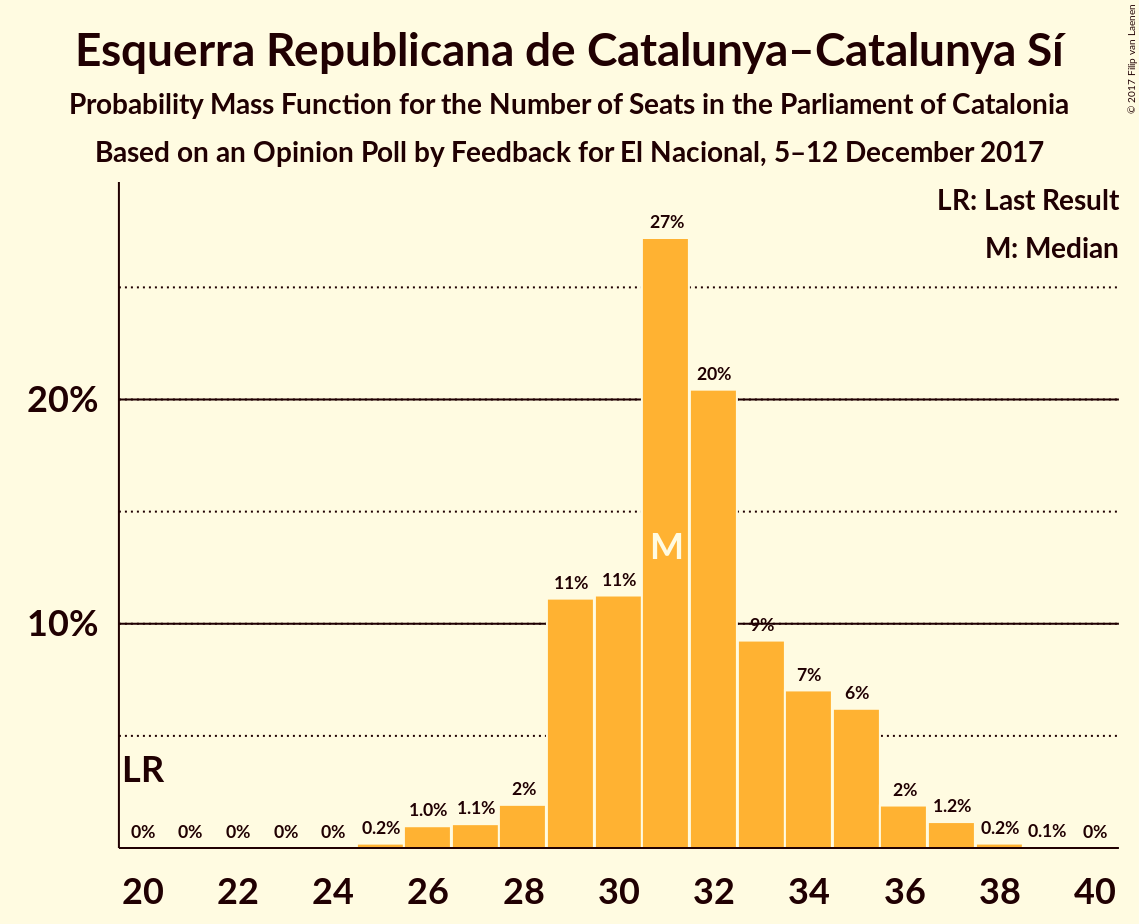 Esquerra Republicana de Catalunya–Catalunya Sí
Probability Mass Function for the Number of Seats in the Parliament of Catalonia
Based on an Opinion Poll by Feedback for El Nacional, 5–12 December 2017
© 2017 Filip van Laenen
LR: Last Result
M: Median
27%
20%
20%
M
11% 11%
10%
9%
7%
6%
LR
0% 0% 0% 0% 0% 0.2% 1.0% 1.1% 2%
2% 1.2% 0.2% 0.1% 0%
20 22 24 26 28 30 32 34 36 38 40